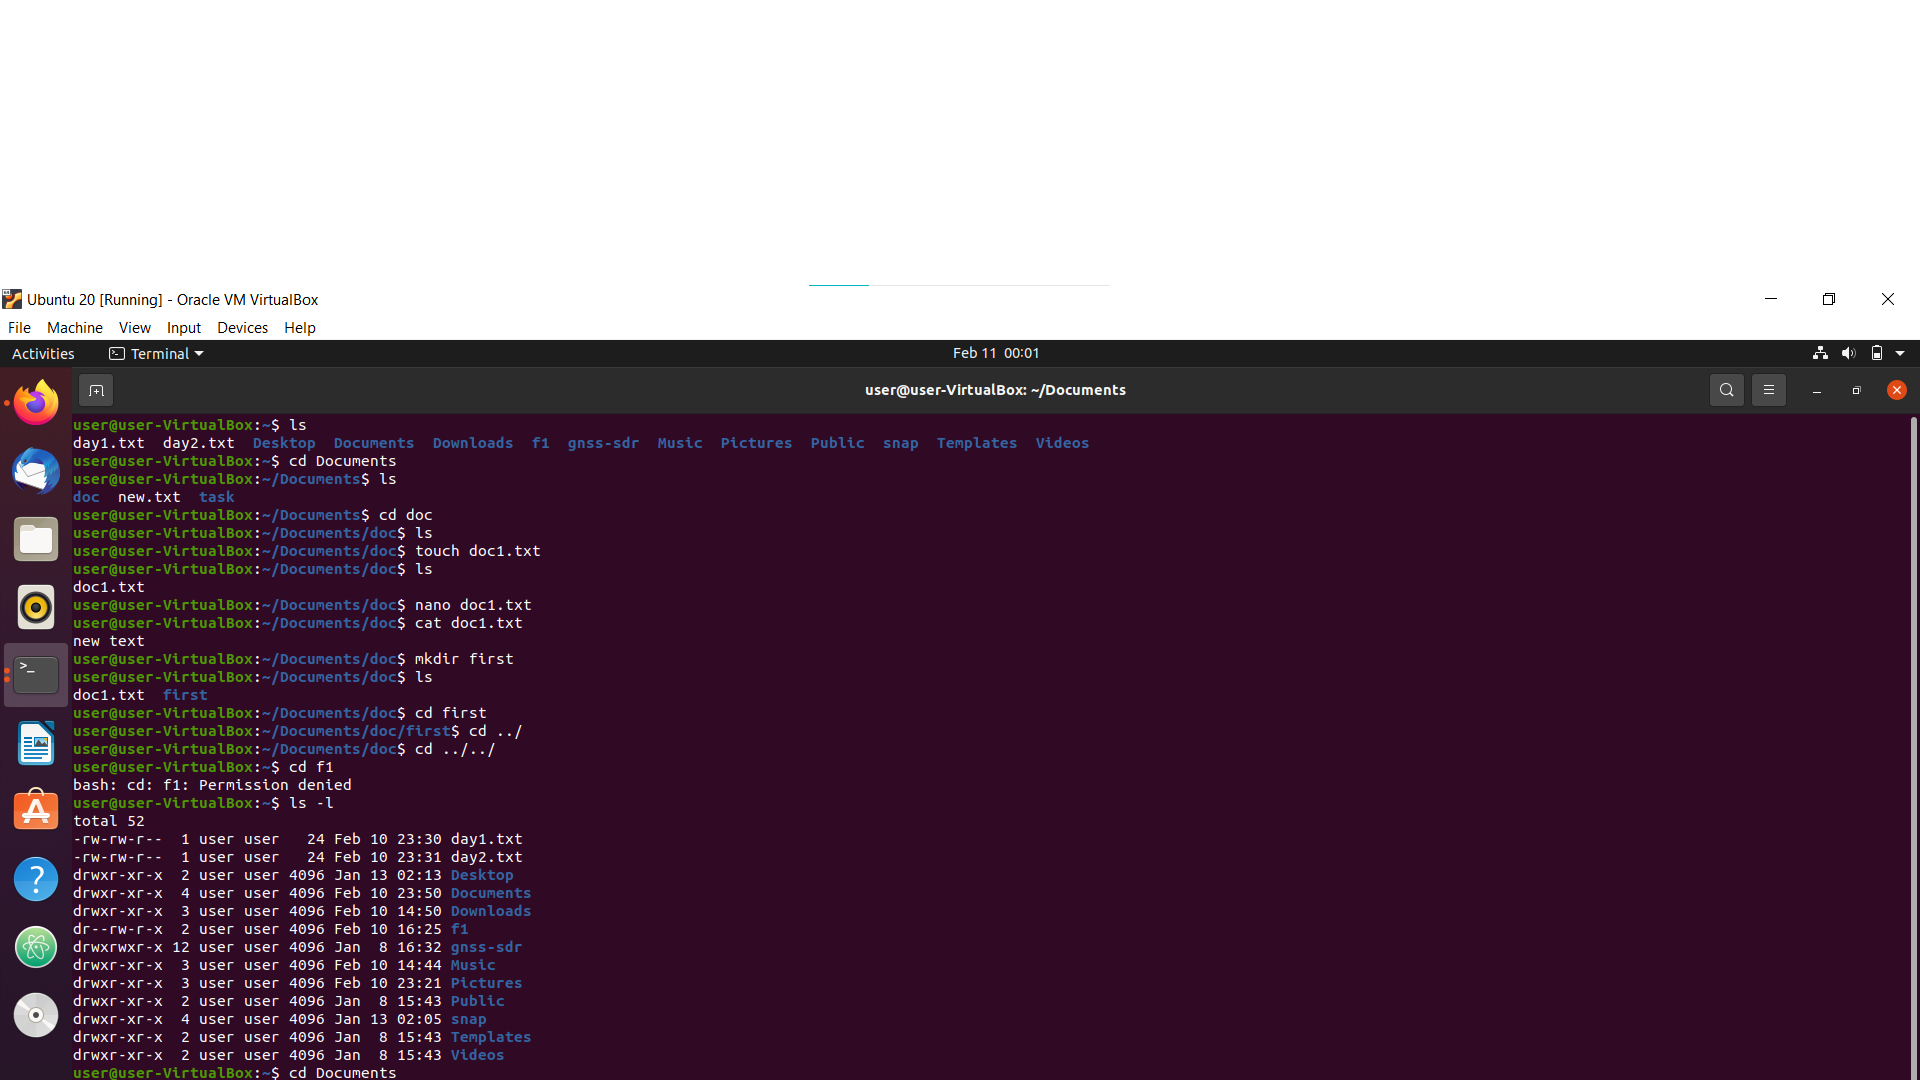 Ubuntu 20 [Running] - Oracle VM VirtualBox
File Machine View Input Devices Help
Activities Terminal Feb 11 00:01
user@user-VirtualBox: ~/Documents
user@user-VirtualBox:~$ ls
day1.txt day2.txt Desktop Documents Downloads f1 gnss-sdr Music Pictures Public snap Templates Videos
user@user-VirtualBox:~$ cd Documents
user@user-VirtualBox:~/Documents$ ls
doc new.txt task
user@user-VirtualBox:~/Documents$ cd doc
user@user-VirtualBox:~/Documents/doc$ ls
user@user-VirtualBox:~/Documents/doc$ touch doc1.txt
user@user-VirtualBox:~/Documents/doc$ ls
doc1.txt
user@user-VirtualBox:~/Documents/doc$ nano doc1.txt
user@user-VirtualBox:~/Documents/doc$ cat doc1.txt
new text
user@user-VirtualBox:~/Documents/doc$ mkdir first
user@user-VirtualBox:~/Documents/doc$ ls
doc1.txt first
user@user-VirtualBox:~/Documents/doc$ cd first
user@user-VirtualBox:~/Documents/doc/first$ cd ../
user@user-VirtualBox:~/Documents/doc$ cd ../../
user@user-VirtualBox:~$ cd f1
bash: cd: f1: Permission denied
user@user-VirtualBox:~$ ls -l
total 52
-rw-rw-r-- 1 user user 24 Feb 10 23:30 day1.txt
-rw-rw-r-- 1 user user 24 Feb 10 23:31 day2.txt
drwxr-xr-x 2 user user 4096 Jan 13 02:13 Desktop
drwxr-xr-x 4 user user 4096 Feb 10 23:50 Documents
drwxr-xr-x 3 user user 4096 Feb 10 14:50 Downloads
dr--rw-r-x 2 user user 4096 Feb 10 16:25 f1
drwxrwxr-x 12 user user 4096 Jan 8 16:32 gnss-sdr
drwxr-xr-x 3 user user 4096 Feb 10 14:44 Music
drwxr-xr-x 3 user user 4096 Feb 10 23:21 Pictures
drwxr-xr-x 2 user user 4096 Jan 8 15:43 Public
drwxr-xr-x 4 user user 4096 Jan 13 02:05 snap
drwxr-xr-x 2 user user 4096 Jan 8 15:43 Templates
drwxr-xr-x 2 user user 4096 Jan 8 15:43 Videos
user@user-VirtualBox:~$ cd Documents